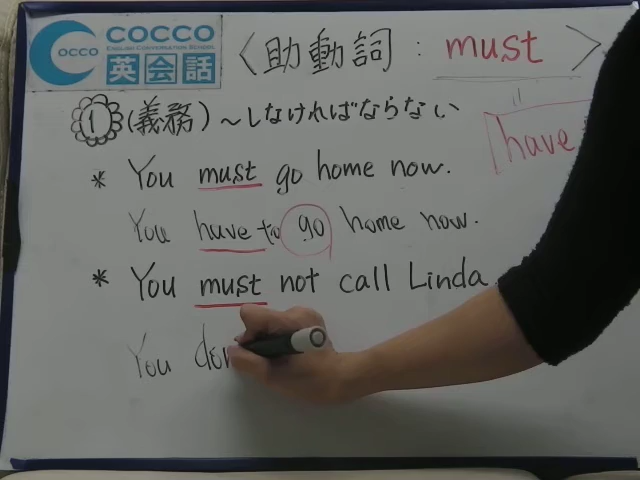 COCCO
OCCO
ENGLISH CONVERSATION SCHOOL
英会話
〈助動詞: must〉
=
have
① (義務) ~しなければならない
* You must go home now.
You have to go home now.
* You must not call Linda
You don